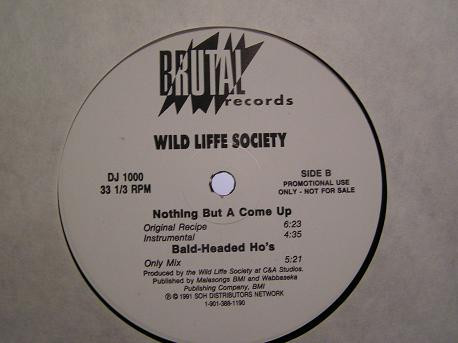 BRUTAL
records
WILD LIFFE SOCIETY
DJ 1000
33 1/3 RPM
SIDE B
PROMOTIONAL USE
ONLY - NOT FOR SALE
Nothing But A Come Up
Original Recipe 6:23
Instrumental 4:35
Bald-Headed Ho's
Only Mix 5:21
Produced by the Wild Liffe Society at C&A Studios.
Published by Malesongs BMI and Wabbaseka
Publishing Company, BMI
℗ © 1991 SOH DISTRIBUTORS NETWORK
1-901-388-1190